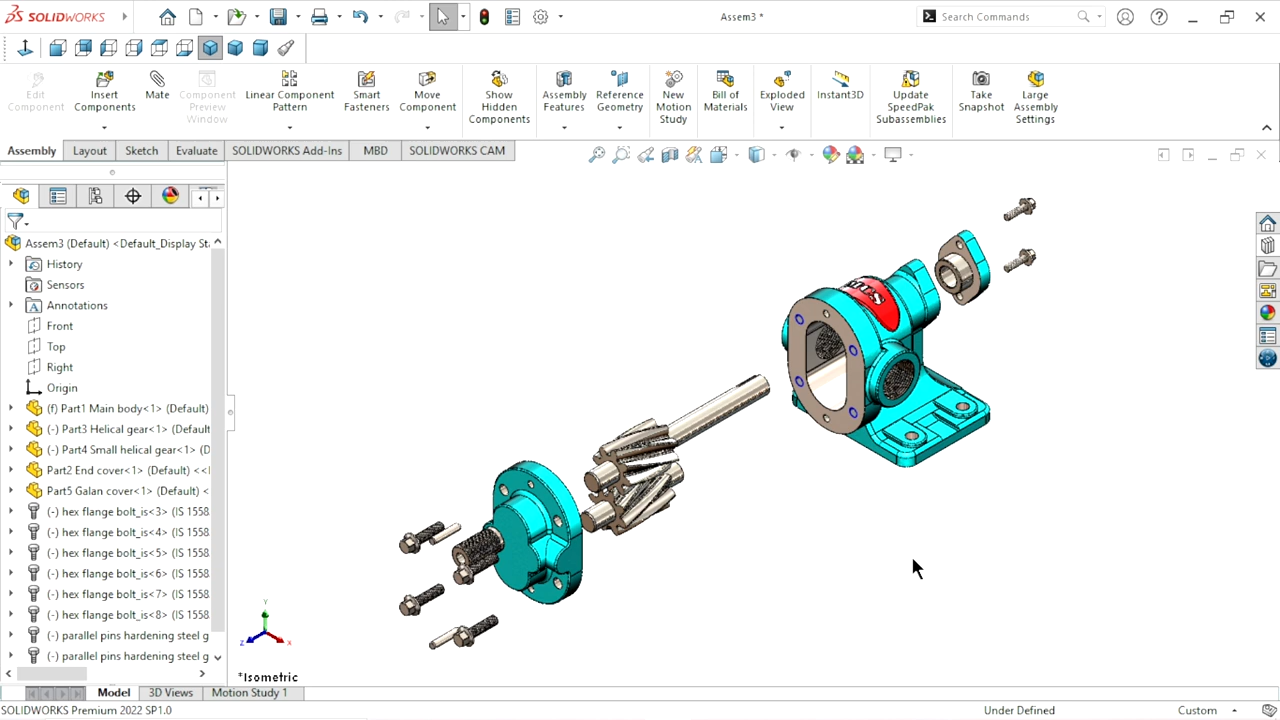 SOLIDWORKS
Assem3 *
Search Commands
Edit Component
Insert Components
Mate
Component Preview Window
Linear Component Pattern
Smart Fasteners
Move Component
Show Hidden Components
Assembly Features
Reference Geometry
New Motion Study
Bill of Materials
Exploded View
Instant3D
Update SpeedPak Subassemblies
Take Snapshot
Large Assembly Settings
Assembly
Layout
Sketch
Evaluate
SOLIDWORKS Add-Ins
MBD
SOLIDWORKS CAM
Assem3 (Default) <Default_Display St
History
Sensors
Annotations
Front
Top
Right
Origin
(f) Part1 Main body<1> (Default)
(-) Part3 Helical gear<1> (Default
(-) Part4 Small helical gear<1> (D
Part2 End cover<1> (Default) <<
Part5 Galan cover<1> (Default) <
(-) hex flange bolt_is<3> (IS 1558
(-) hex flange bolt_is<4> (IS 1558
(-) hex flange bolt_is<5> (IS 1558
(-) hex flange bolt_is<6> (IS 1558
(-) hex flange bolt_is<7> (IS 1558
(-) hex flange bolt_is<8> (IS 1558
(-) parallel pins hardening steel g
(-) parallel pins hardening steel g
Y
Z
X
*Isometric
Model
3D Views
Motion Study 1
SOLIDWORKS Premium 2022 SP1.0
Under Defined
Custom